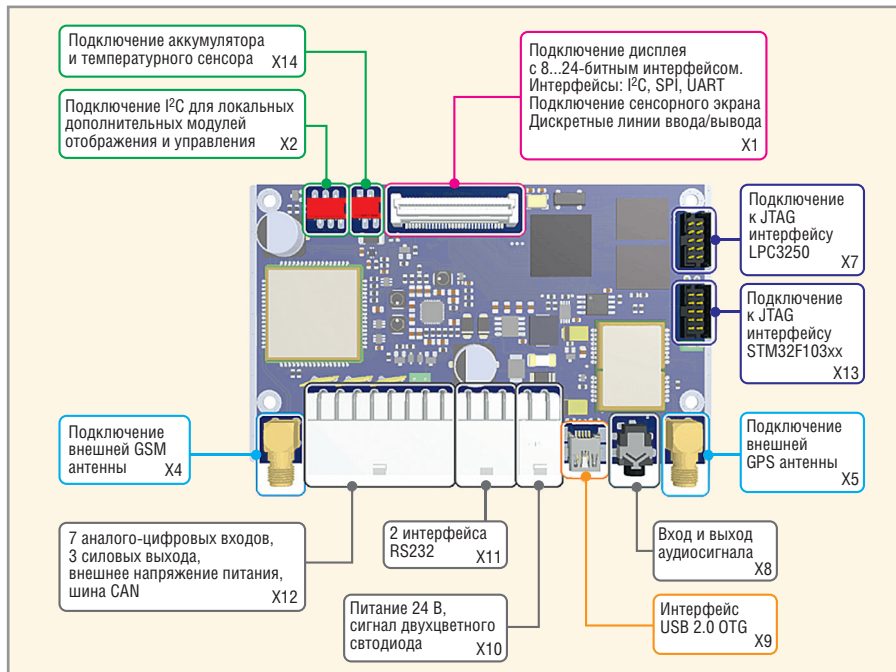 Подключение аккумулятора
и температурного сенсора X14
Подключение I²C для локальных
дополнительных модулей
отображения и управления X2
Подключение дисплея
с 8...24-битным интерфейсом.
Интерфейсы: I²C, SPI, UART
Подключение сенсорного экрана
Дискретные линии ввода/вывода
X1
Подключение
к JTAG
интерфейсу
LPC3250
X7
Подключение
к JTAG
интерфейсу
STM32F103xx
X13
Подключение
внешней GSM
антенны X4
Подключение
внешней
GPS антенны
X5
7 аналого-цифровых входов,
3 силовых выхода,
внешнее напряжение питания,
шина CAN X12
2 интерфейса
RS232 X11
Вход и выход
аудиосигнала
X8
Питание 24 В,
сигнал двухцветного
свтодиода X10
Интерфейс
USB 2.0 OTG
X9